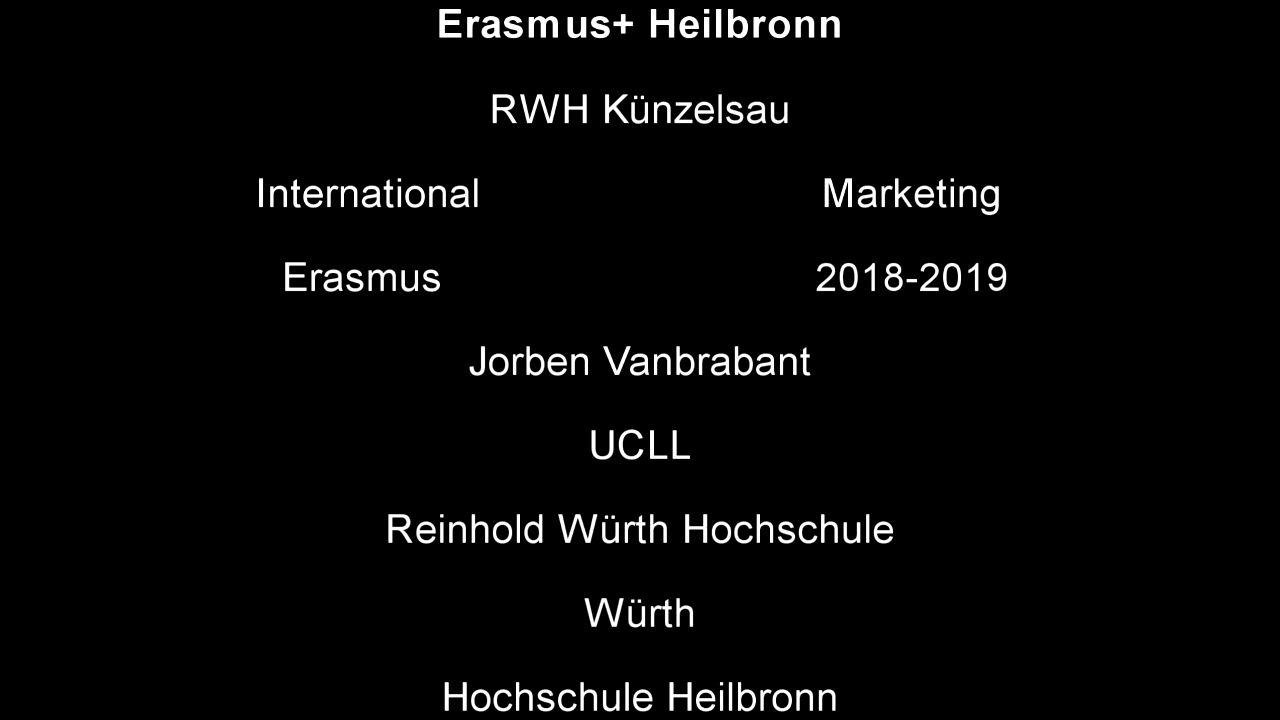 Erasmus+ Heilbronn
RWH Künzelsau
International Marketing
Erasmus 2018-2019
Jorben Vanbrabant
UCLL
Reinhold Würth Hochschule
Würth
Hochschule Heilbronn